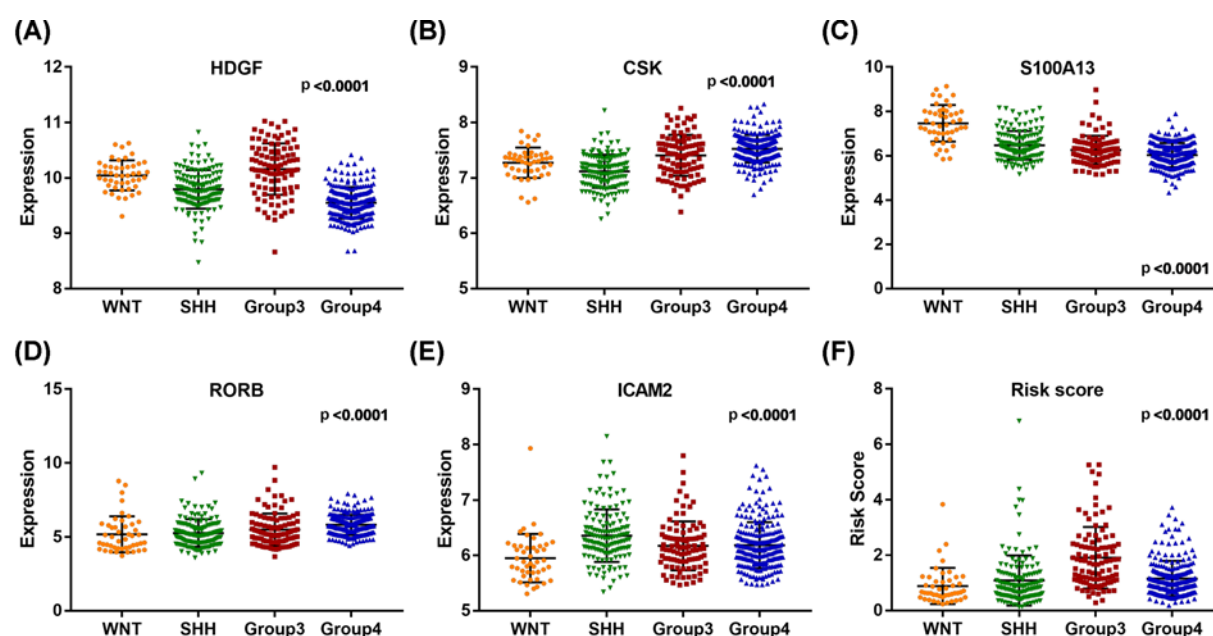 (A)
HDGF
p <0.0001
Expression
12
11
10
9
8
WNT SHH Group3 Group4
(B)
CSK
p <0.0001
Expression
9
8
7
6
5
WNT SHH Group3 Group4
(C)
S100A13
p <0.0001
Expression
10
8
6
4
2
0
WNT SHH Group3 Group4
(D)
RORB
p <0.0001
Expression
15
10
5
0
WNT SHH Group3 Group4
(E)
ICAM2
p <0.0001
Expression
9
8
7
6
5
WNT SHH Group3 Group4
(F)
Risk score
p <0.0001
Risk Score
8
6
4
2
0
WNT SHH Group3 Group4